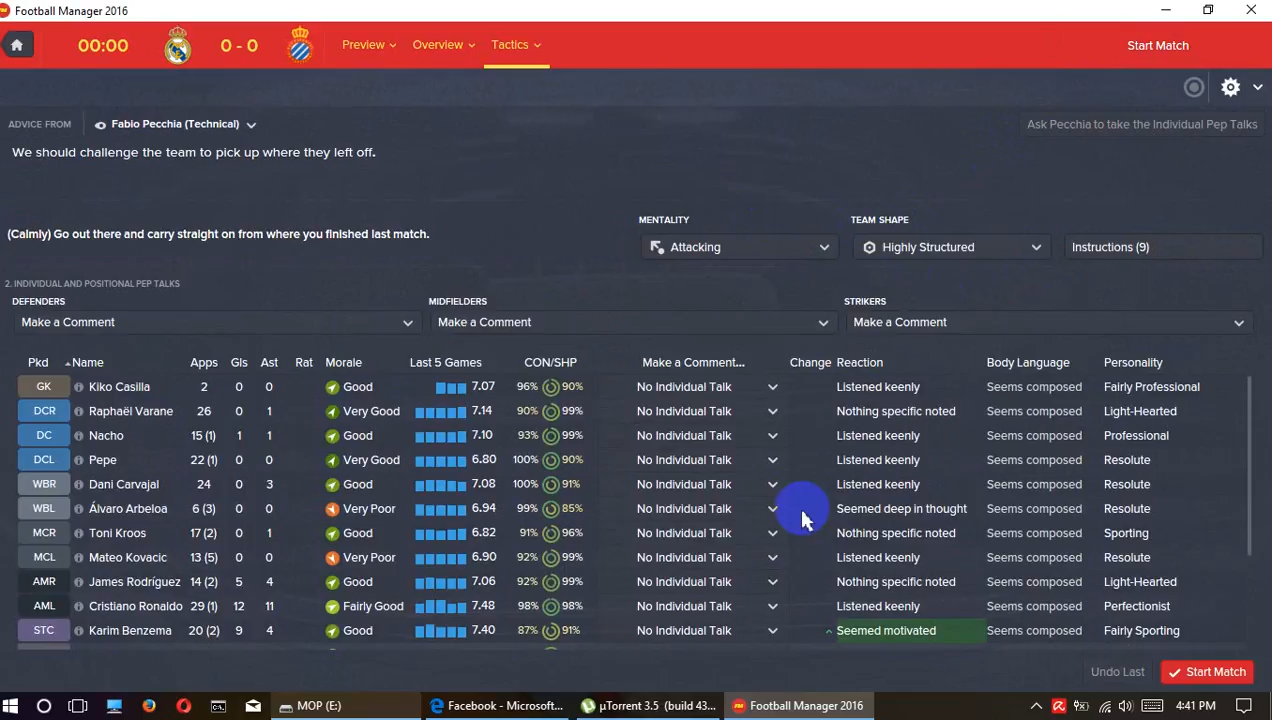 Football Manager 2016
00:00 0 - 0 Preview Overview Tactics Start Match
ADVICE FROM Fabio Pecchia (Technical) Ask Pecchia to take the Individual Pep Talks
We should challenge the team to pick up where they left off.
MENTALITY TEAM SHAPE
(Calmly) Go out there and carry straight on from where you finished last match.
Attacking Highly Structured Instructions (9)
2. INDIVIDUAL AND POSITIONAL PEP TALKS
DEFENDERS MIDFIELDERS STRIKERS
Make a Comment Make a Comment Make a Comment
Pkd Name Apps Gls Ast Rat Morale Last 5 Games CON/SHP Make a Comment... Change Reaction Body Language Personality
GK Kiko Casilla 2 0 0 Good 7.07 96% 90% No Individual Talk Listened keenly Seems composed Fairly Professional
DCR Raphaël Varane 26 0 1 Very Good 7.14 90% 99% No Individual Talk Nothing specific noted Seems composed Light-Hearted
DC Nacho 15 (1) 1 1 Good 7.10 93% 99% No Individual Talk Listened keenly Seems composed Professional
DCL Pepe 22 (1) 0 0 Very Good 6.80 100% 90% No Individual Talk Listened keenly Seems composed Resolute
WBR Dani Carvajal 24 0 3 Good 7.08 100% 91% No Individual Talk Listened keenly Seems composed Resolute
WBL Álvaro Arbeloa 6 (3) 0 0 Very Poor 6.94 99% 85% No Individual Talk Seemed deep in thought Seems composed Resolute
MCR Toni Kroos 17 (2) 0 1 Good 6.82 91% 96% No Individual Talk Nothing specific noted Seems composed Sporting
MCL Mateo Kovacic 13 (5) 0 1 Very Poor 6.90 92% 99% No Individual Talk Listened keenly Seems composed Resolute
AMR James Rodríguez 14 (2) 5 4 Good 7.06 92% 99% No Individual Talk Nothing specific noted Seems composed Light-Hearted
AML Cristiano Ronaldo 29 (1) 12 11 Fairly Good 7.48 98% 98% No Individual Talk Listened keenly Seems composed Perfectionist
STC Karim Benzema 20 (2) 9 4 Good 7.40 87% 91% No Individual Talk Seemed motivated Seems composed Fairly Sporting
Undo Last Start Match
MOP (E:) Facebook - Microsoft... µTorrent 3.5 (build 43... Football Manager 2016 4:41 PM